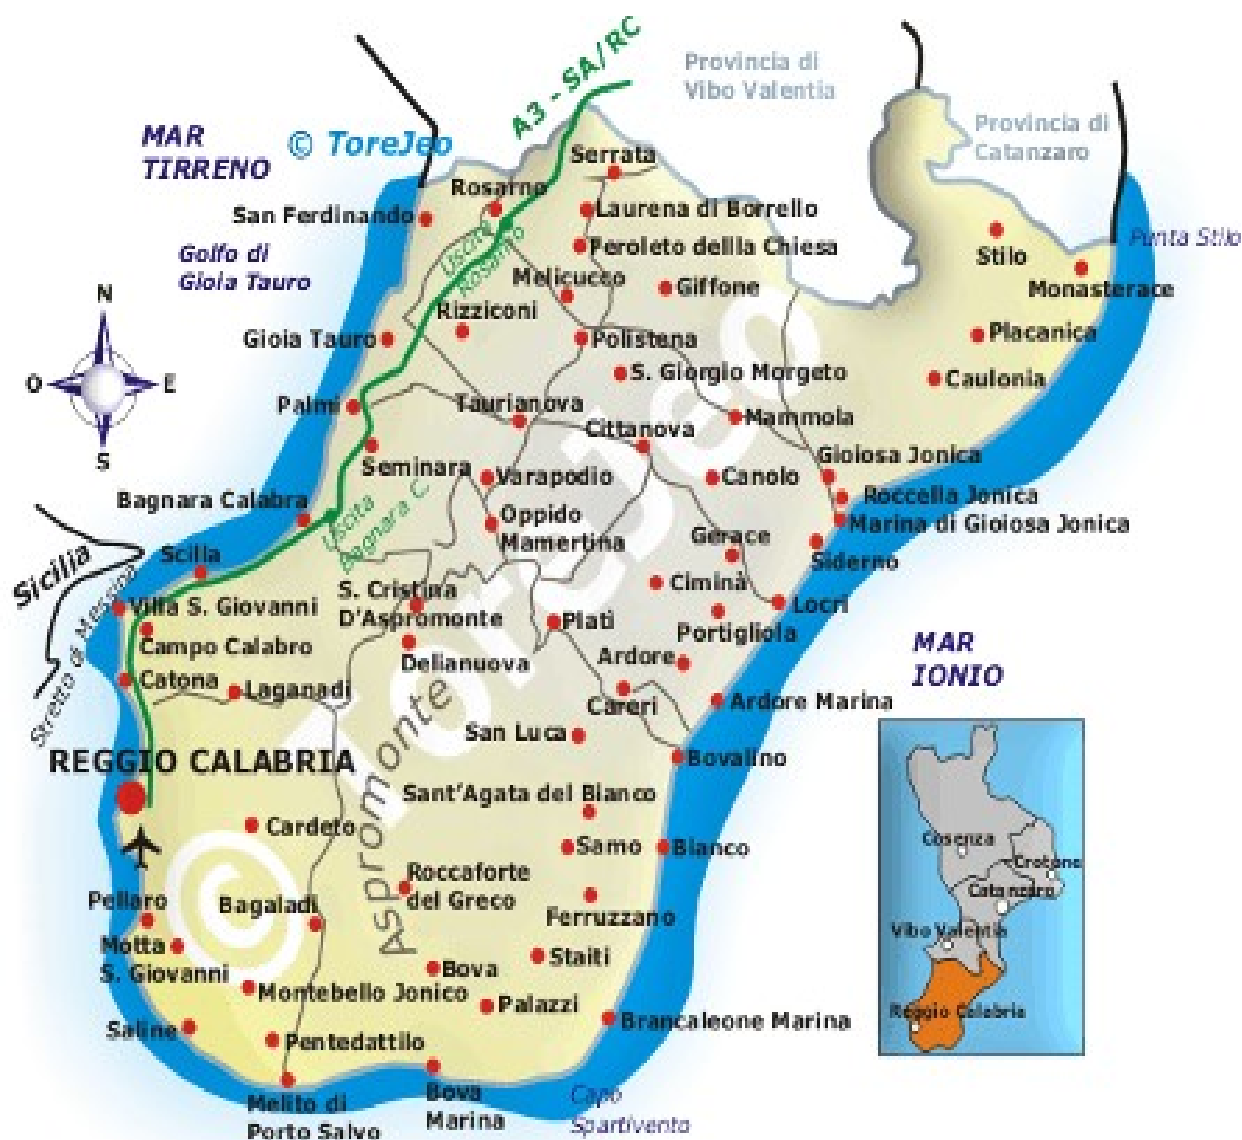 A3 - SA/RC
Provincia di
Vibo Valentia
MAR
TIRRENO
© ToreJeo
Provincia di
Catanzaro
Serrata
Rosarno
San Ferdinando
Laurena di Borrello
Uscita
Rosarno
Feroleto dellla Chiesa
Stilo
Punta Stilo
Golfo di
Gioia Tauro
Melicucco
Giffone
Monasterace
N
Rizziconi
Gioia Tauro
Polistena
Placanica
O
E
S. Giorgio Morgeto
Caulonia
Palmi
Taurianova
Cittanova
Mammola
S
Seminara
Varapodio
Canolo
Gioiosa Jonica
Bagnara Calabra
Uscita
Bagnara C
Oppido
Mamertina
Roccella Jonica
Marina di Gioiosa Jonica
Gerace
Siderno
Sicilia
Scilla
Stretto di Messina
Villa S. Giovanni
S. Cristina
D'Aspromonte
Ciminà
Locri
Campo Calabro
Platì
Portigliola
Delianuova
Ardore
MAR
IONIO
Catona
Laganadi
Careri
Ardore Marina
Aspromonte
San Luca
REGGIO CALABRIA
Bovalino
Sant'Agata del Bianco
Cardeto
Samo
Bianco
Roccaforte
del Greco
Pellaro
Bagaladi
Ferruzzano
Motta
S. Giovanni
Staiti
Bova
Montebello Jonico
Palazzi
Saline
Brancaleone Marina
Pentedattilo
Melito di
Porto Salvo
Bova
Marina
Capo
Spartivento
Cosenza
Crotone
Catanzaro
Vibo Valentia
Reggio Calabria
© ToreJeo